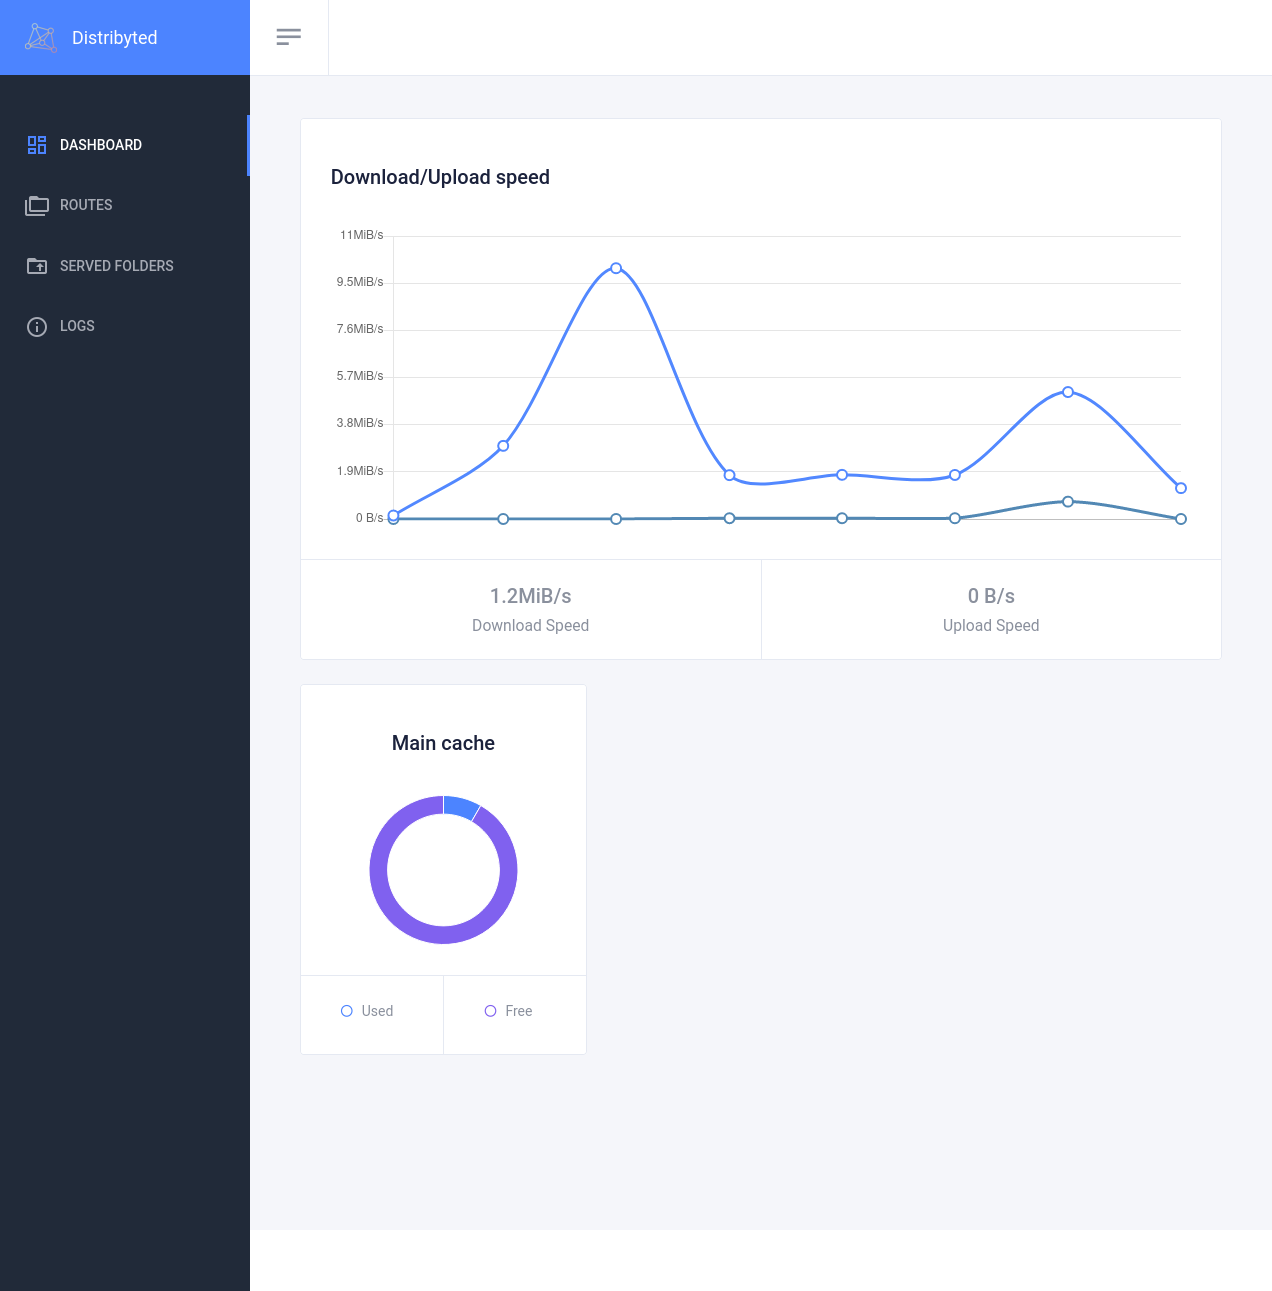 Distribyted
DASHBOARD
ROUTES
SERVED FOLDERS
LOGS
Download/Upload speed
11MiB/s
9.5MiB/s
7.6MiB/s
5.7MiB/s
3.8MiB/s
1.9MiB/s
0 B/s
1.2MiB/s
Download Speed
0 B/s
Upload Speed
Main cache
Used
Free